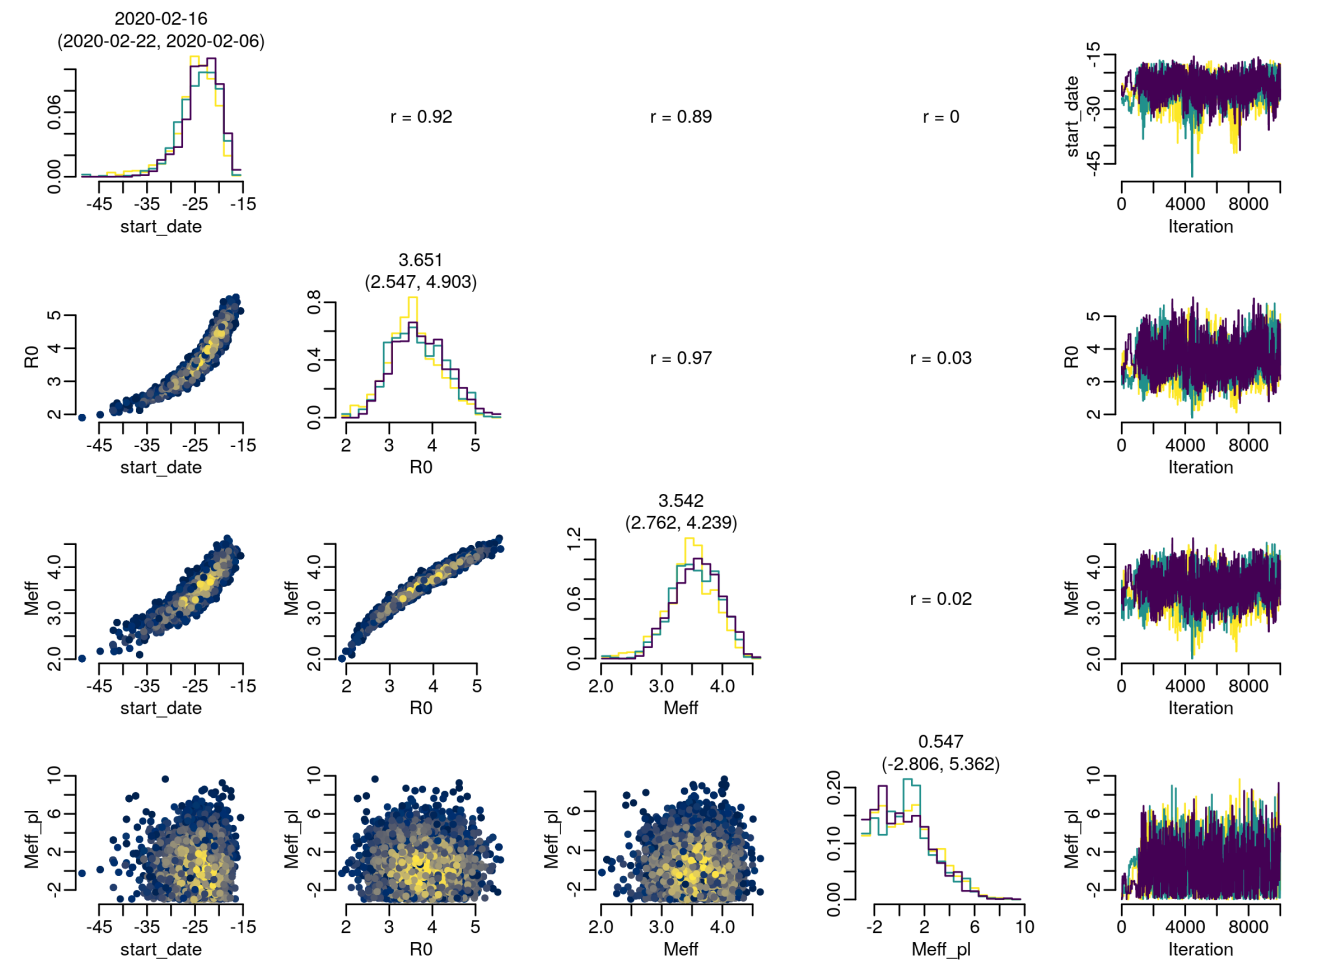 2020-02-16
(2020-02-22, 2020-02-06)
0.00 0.06
-45 -35 -25 -15
start_date
r = 0.92
r = 0.89
r = 0
start_date
-45 -30 -15
0 4000 8000
Iteration
R0
2 3 4 5
-45 -35 -25 -15
start_date
3.651
(2.547, 4.903)
0.0 0.4 0.8
2 3 4 5
R0
r = 0.97
r = 0.03
R0
2 3 4 5
0 4000 8000
Iteration
Meff
2.0 3.0 4.0
-45 -35 -25 -15
start_date
Meff
2.0 3.0 4.0
2 3 4 5
R0
3.542
(2.762, 4.239)
0.0 0.6 1.2
2.0 3.0 4.0
Meff
r = 0.02
Meff
2.0 3.0 4.0
0 4000 8000
Iteration
Meff_pl
-2 2 6 10
-45 -35 -25 -15
start_date
Meff_pl
-2 2 6 10
2 3 4 5
R0
Meff_pl
-2 2 6
2.0 3.0 4.0
Meff
0.547
(-2.806, 5.362)
0.00 0.10 0.20
-2 2 6 10
Meff_pl
Meff_pl
-2 2 6 10
0 4000 8000
Iteration